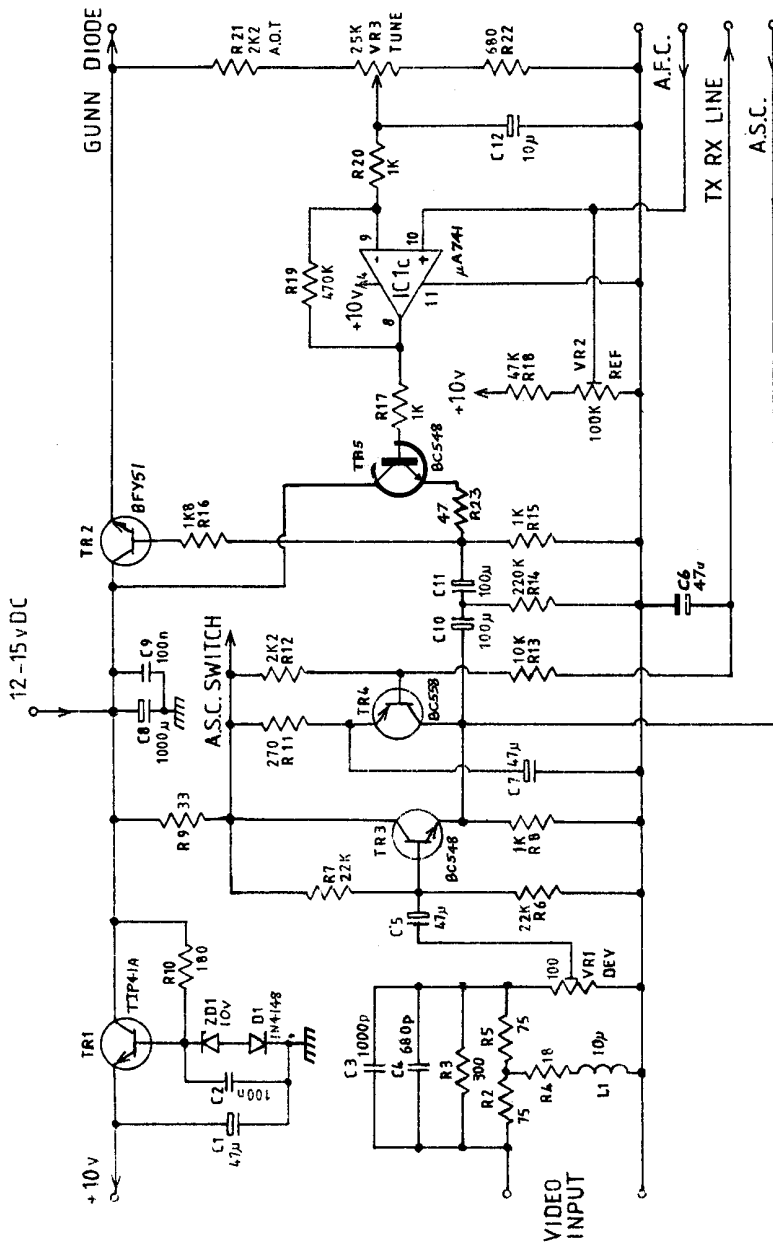 12-15v DC
GUNN DIODE
+10v
TR1
TIP41A
R10
180
ZD1
10v
D1
1N4148
C2
100n
C1
47µ
R9 33
C8
1000µ
C9
100n
A.S.C. SWITCH
TR2
BFY51
1K8
R16
R21
2K2
A.O.T
25K
VR3
TUNE
680
R22
R20
1K
C12
10µ
R19
470K
+10v
4
9
-
10
+
IC1c
µA741
8
11
R17
1K
TR5
BC548
47
R23
+10v
47K
R18
VR2
REF
100K
R7
22K
TR3
BC548
C5
47µ
22K
R6
1K
R8
270
R11
2K2
R12
TR4
BC558
C7 47µ
10K
R13
C10
100µ
C11
100µ
220K
R14
1K
R15
C6
47u
C3
1000p
C4
680p
R3
300
R2
75
R5
75
R4
18
L1
10µ
100
VR1
DEV
VIDEO
INPUT
A.F.C.
TX RX LINE
A.S.C.